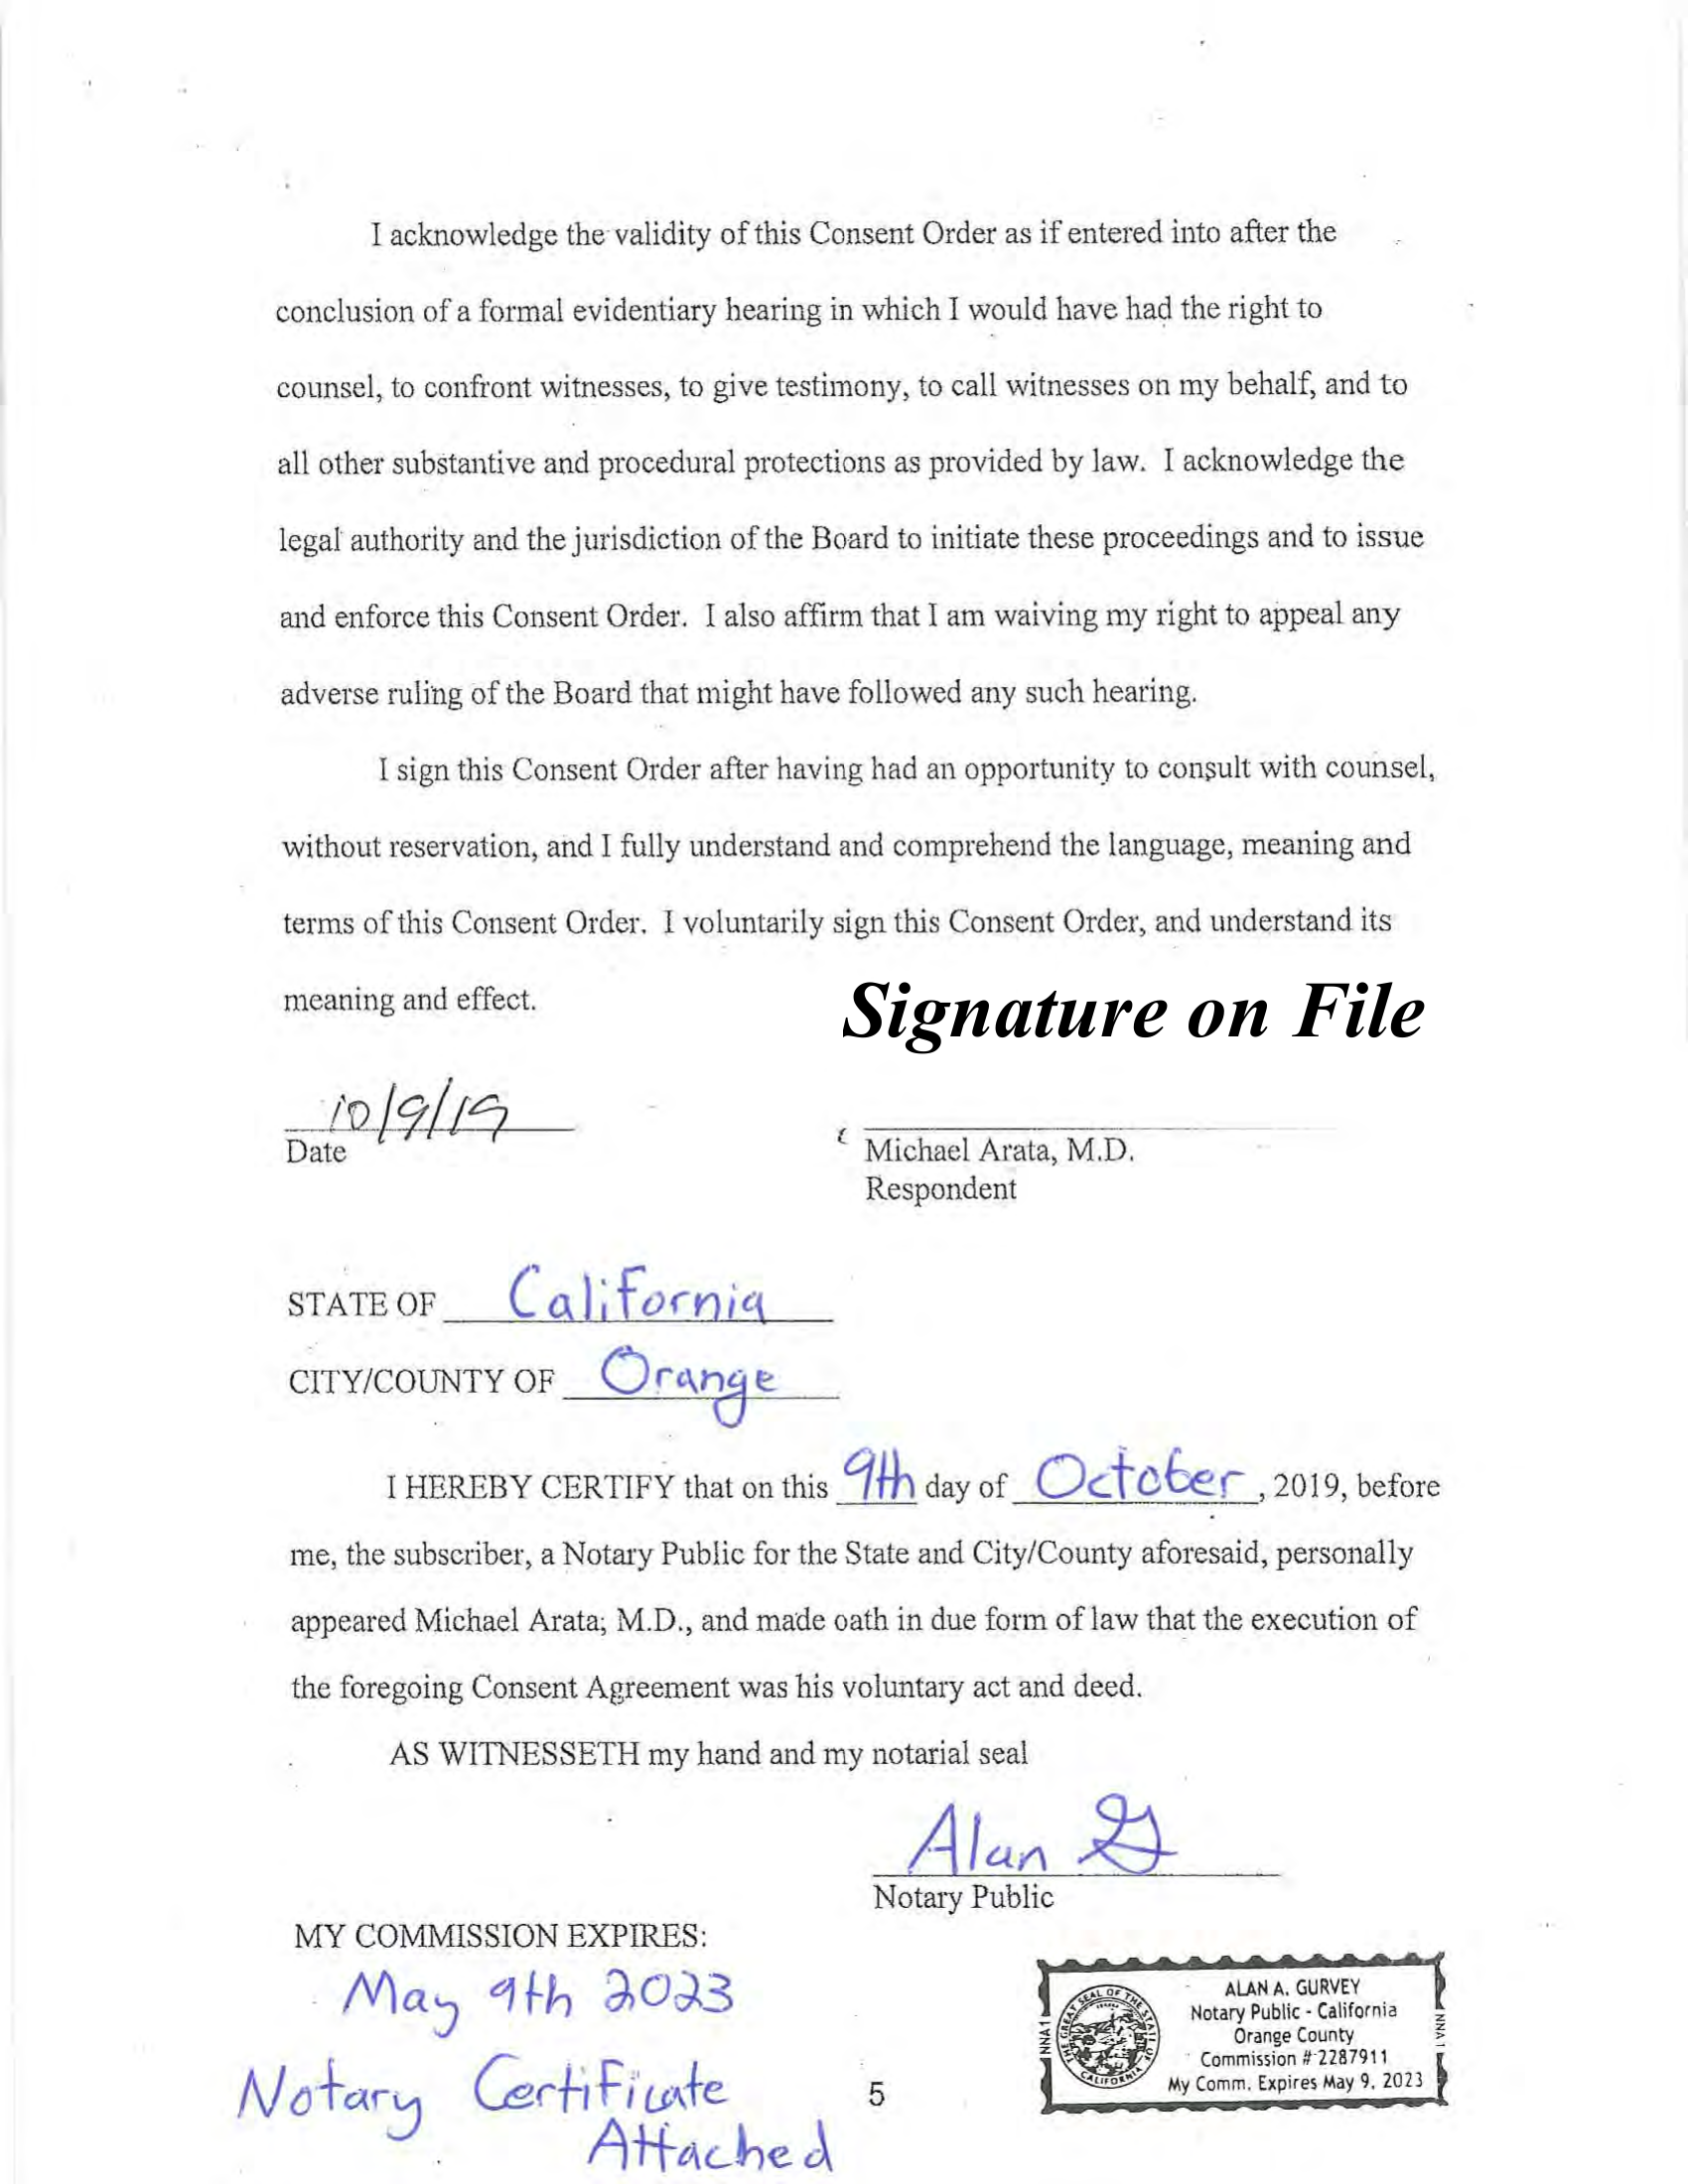 I acknowledge the validity of this Consent Order as if entered into after the
conclusion of a formal evidentiary hearing in which I would have had the right to
counsel, to confront witnesses, to give testimony, to call witnesses on my behalf, and to
all other substantive and procedural protections as provided by law. I acknowledge the
legal authority and the jurisdiction of the Board to initiate these proceedings and to issue
and enforce this Consent Order. I also affirm that I am waiving my right to appeal any
adverse ruling of the Board that might have followed any such hearing.
I sign this Consent Order after having had an opportunity to consult with counsel,
without reservation, and I fully understand and comprehend the language, meaning and
terms of this Consent Order. I voluntarily sign this Consent Order, and understand its
meaning and effect.
Signature on File
10/9/19
Date
Michael Arata, M.D.
Respondent
STATE OF California
CITY/COUNTY OF Orange
I HEREBY CERTIFY that on this 9th day of October, 2019, before
me, the subscriber, a Notary Public for the State and City/County aforesaid, personally
appeared Michael Arata; M.D., and made oath in due form of law that the execution of
the foregoing Consent Agreement was his voluntary act and deed.
AS WITNESSETH my hand and my notarial seal
Alan G
Notary Public
MY COMMISSION EXPIRES:
May 9th 2023
Notary Certificate
Attached
5
ALAN A. GURVEY
Notary Public - California
Orange County
Commission # 2287911
My Comm. Expires May 9, 2023
NNA1
NNA1
THE GREAT SEAL OF THE STATE OF CALIFORNIA